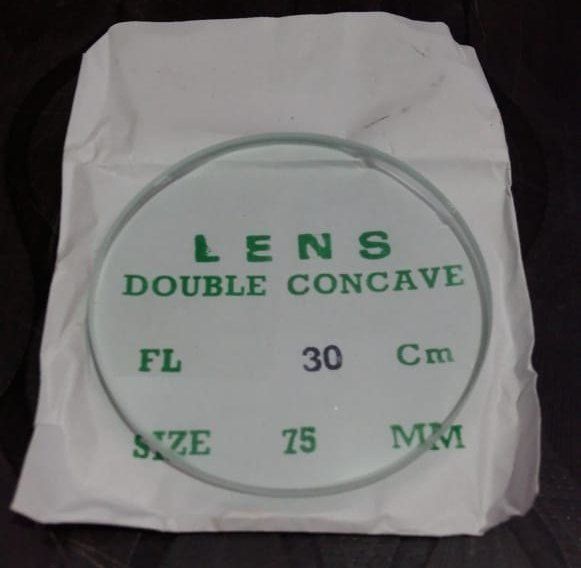 LENS
DOUBLE CONCAVE
FL 30 Cm
SIZE 75 MM